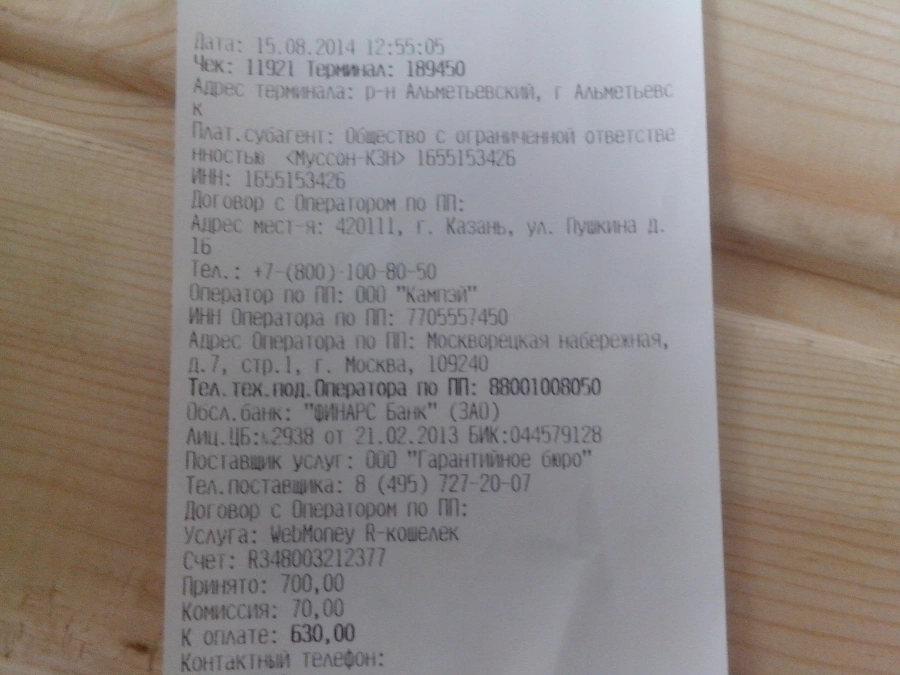 Дата: 15.08.2014 12:55:05
Чек: 11921 Терминал: 189450
Адрес терминала: р-н Альметьевский, г Альметьевс
к
Плат.субагент: Общество с ограниченной ответстве
нностью <Муссон-КЗН> 1655153426
ИНН: 1655153426
Договор с Оператором по ПП:
Адрес мест-я: 420111, г. Казань, ул. Пушкина д.
16
Тел.: +7-(800)-100-80-50
Оператор по ПП: ООО "Кампэй"
ИНН Оператора по ПП: 7705557450
Адрес Оператора по ПП: Москворецкая набережная,
д.7, стр.1, г. Москва, 109240
Тел.тех.под.Оператора по ПП: 88001008050
Обсл.банк: "ФИНАРС Банк" (ЗАО)
Лиц.ЦБ:№2938 от 21.02.2013 БИК:044579128
Поставщик услуг: ООО "Гарантийное бюро"
Тел.поставщика: 8 (495) 727-20-07
Договор с Оператором по ПП:
Услуга: WebMoney R-кошелек
Счет: R348003212377
Принято: 700,00
Комиссия: 70,00
К оплате: 630,00
Контактный телефон: